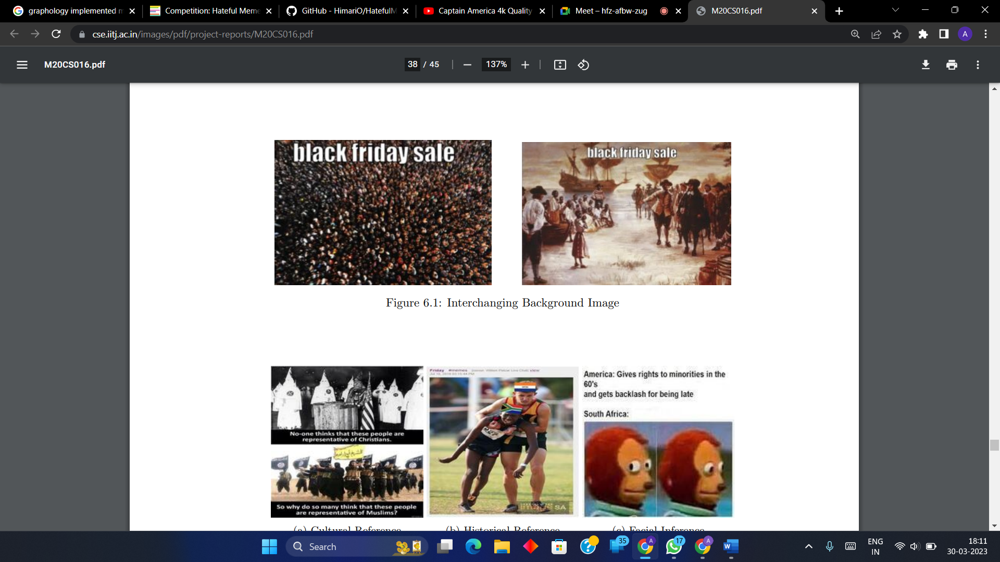 graphology implemented m
Competition: Hateful Meme
GitHub - HimariO/HatefulM
Captain America 4k Quality
Meet – hfz-afbw-zug
M20CS016.pdf
cse.iitj.ac.in/images/pdf/project-reports/M20CS016.pdf
A
M20CS016.pdf
38 / 45
137%
black friday sale
black friday sale
Figure 6.1: Interchanging Background Image
No-one thinks that these people are
representative of Christians.
So why do so many think that these people
are representative of Muslims?
Friday #memes
view
SA
America: Gives rights to minorities in the
60's
and gets backlash for being late
South Africa:
(a) Cultural Reference
(b) Historical Reference
(c) Facial Inference
Search
35
A
17
A
W
ENG
IN
18:11
30-03-2023